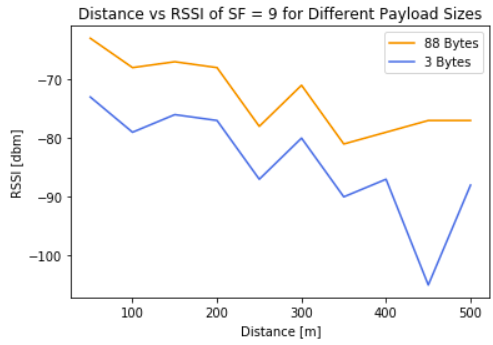 Distance vs RSSI of SF = 9 for Different Payload Sizes
88 Bytes
3 Bytes
RSSI [dbm]
−70
−80
−90
−100
100
200
300
400
500
Distance [m]